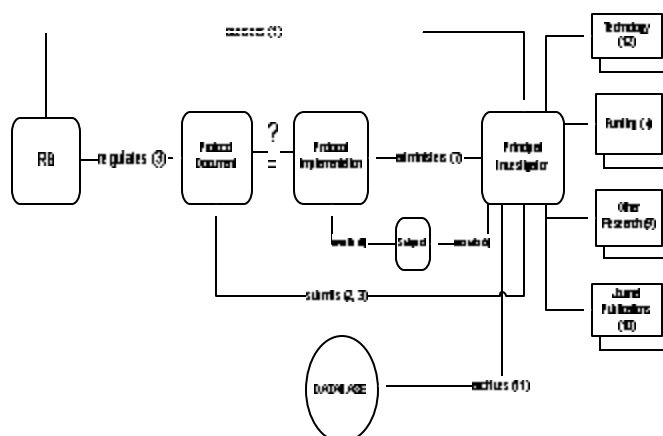 Technology
(12)
Funding (4)
IRB
regulates (3)
Protocol
Document
?
=
Protocol
Implementation
administers (7)
Principal
Investigator
Other
Research (9)
Subject
submits (2, 3)
Journal
Publications
(10)
DATABASE
archives (11)